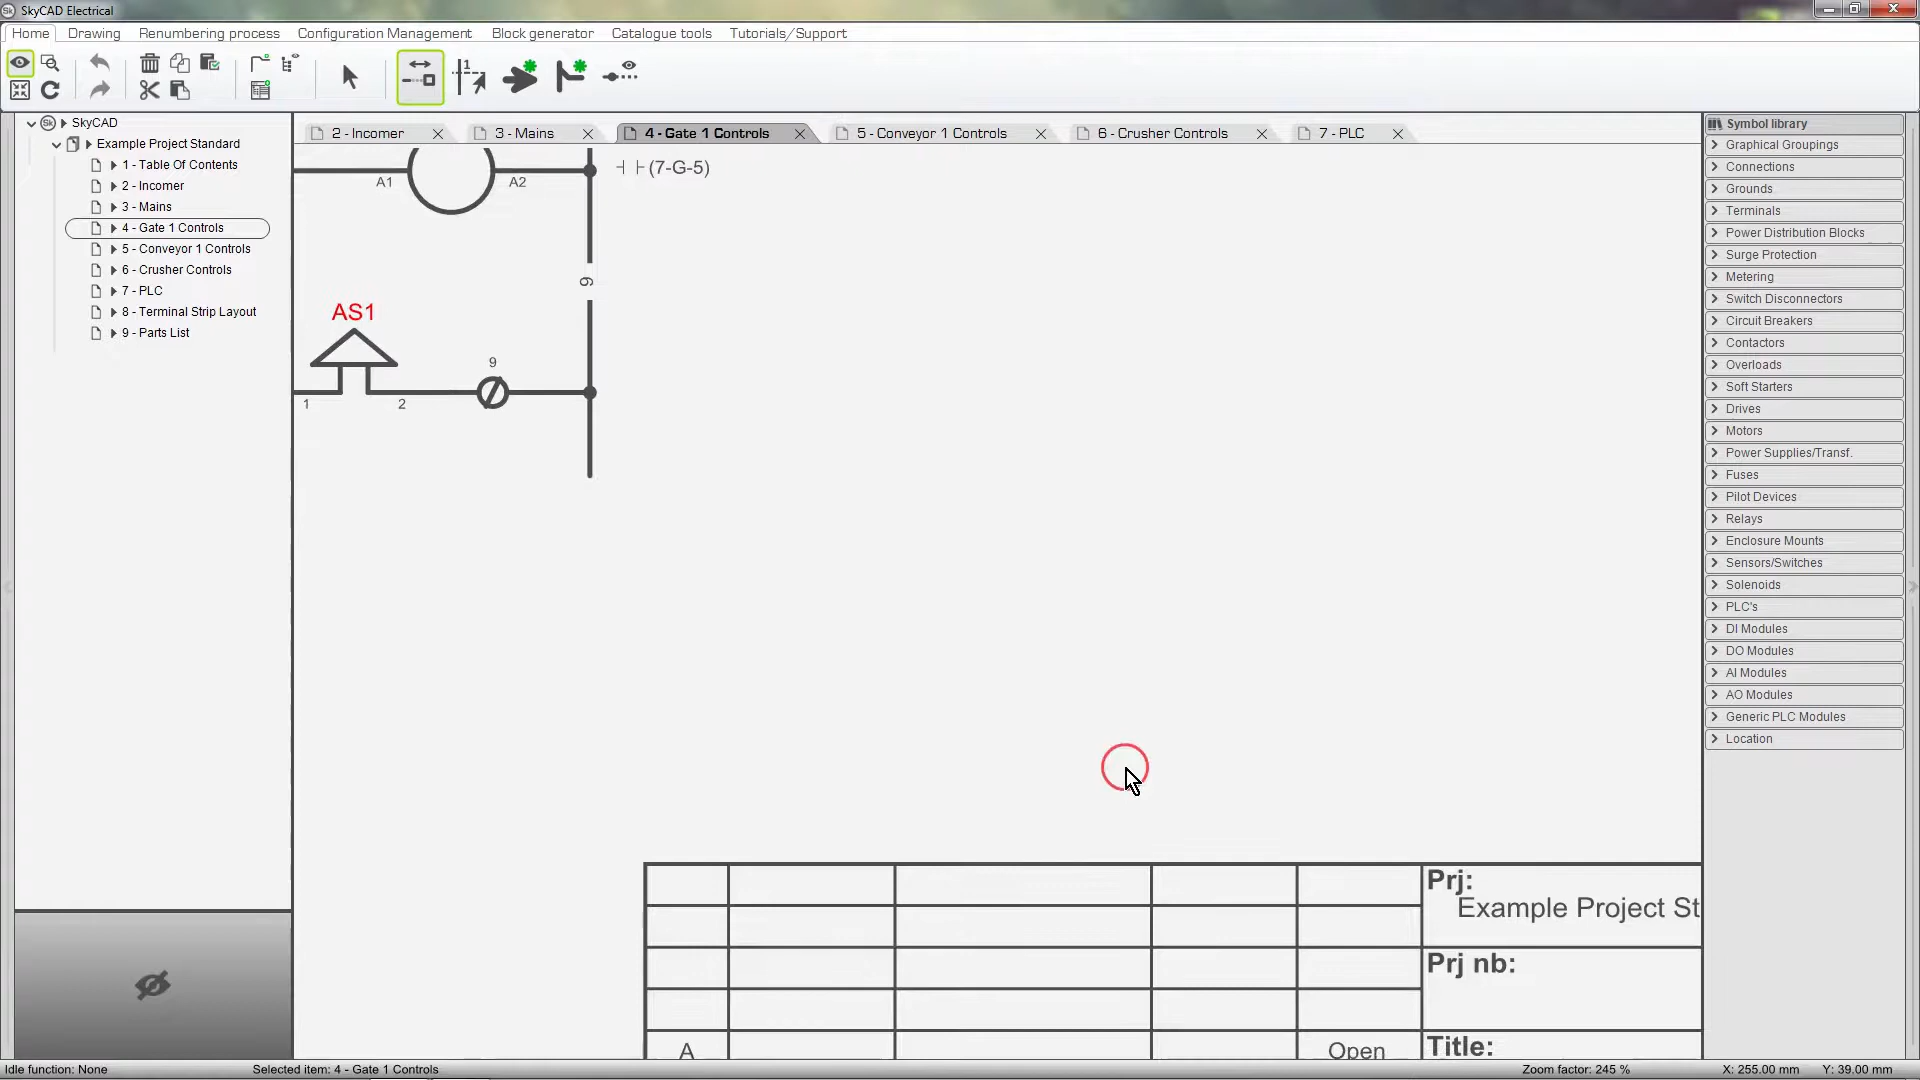 SkyCAD Electrical
Home Drawing Renumbering process Configuration Management Block generator Catalogue tools Tutorials/Support
SkyCAD
Example Project Standard
1 - Table Of Contents
2 - Incomer
3 - Mains
4 - Gate 1 Controls
5 - Conveyor 1 Controls
6 - Crusher Controls
7 - PLC
8 - Terminal Strip Layout
9 - Parts List
2 - Incomer 3 - Mains 4 - Gate 1 Controls 5 - Conveyor 1 Controls 6 - Crusher Controls 7 - PLC
A1 A2 (7-G-5)
9
AS1
9
1 2
Prj:
Example Project St
Prj nb:
A Open Title:
Symbol library
Graphical Groupings
Connections
Grounds
Terminals
Power Distribution Blocks
Surge Protection
Metering
Switch Disconnectors
Circuit Breakers
Contactors
Overloads
Soft Starters
Drives
Motors
Power Supplies/Transf.
Fuses
Pilot Devices
Relays
Enclosure Mounts
Sensors/Switches
Solenoids
PLC's
DI Modules
DO Modules
AI Modules
AO Modules
Generic PLC Modules
Location
Idle function: None Selected item: 4 - Gate 1 Controls Zoom factor: 245 % X: 255.00 mm Y: 39.00 mm